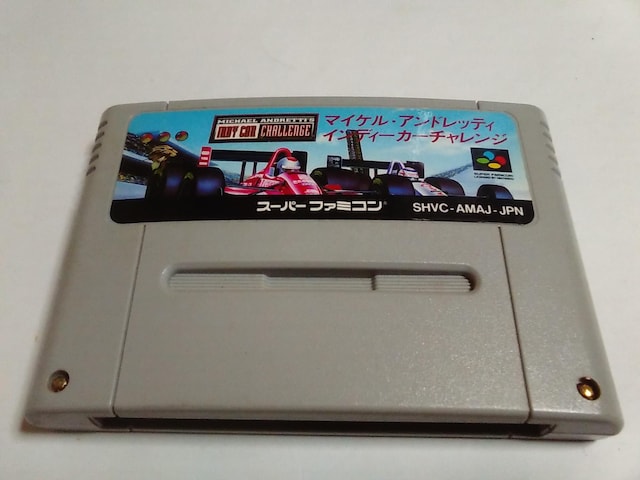 MICHAEL ANDRETTI'S
INDY CAR CHALLENGE
マイケル・アンドレッティ
インディーカーチャレンジ
SUPER FAMICOM
スーパーファミコン
SHVC-AMAJ-JPN